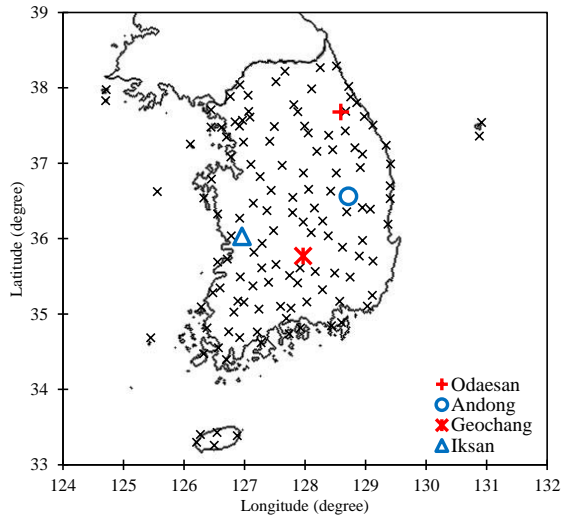 39
38
37
36
35
34
33
Latitude (degree)
Odaesan
Andong
Geochang
Iksan
124 125 126 127 128 129 130 131 132
Longitude (degree)